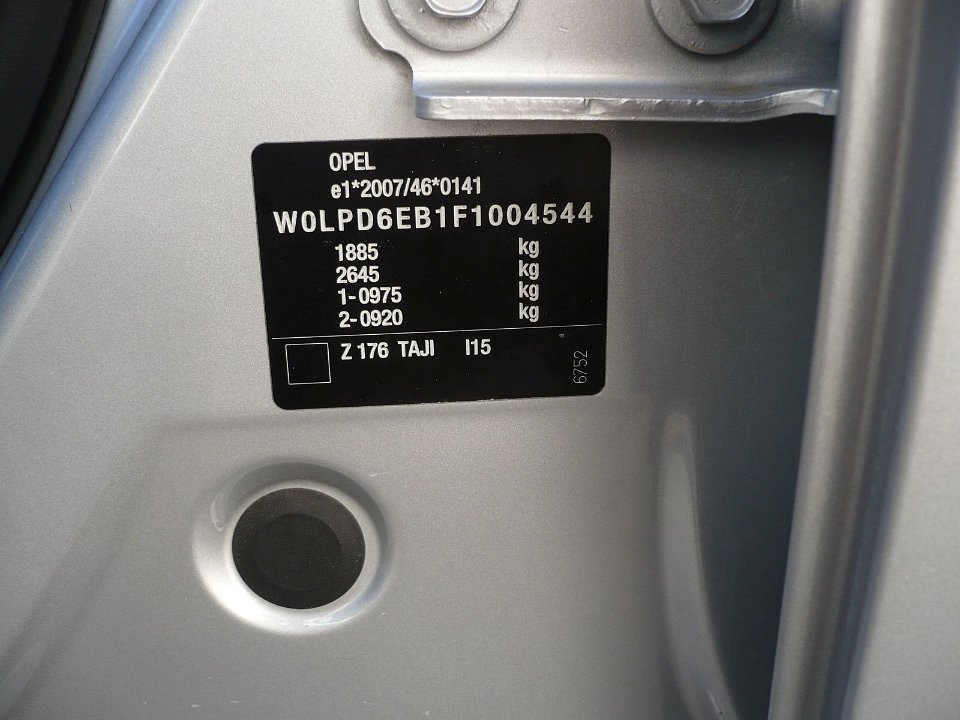 OPEL
e1*2007/46*0141
W0LPD6EB1F1004544
1885 kg
2645 kg
1-0975 kg
2-0920 kg
Z 176 TAJI I15
6752